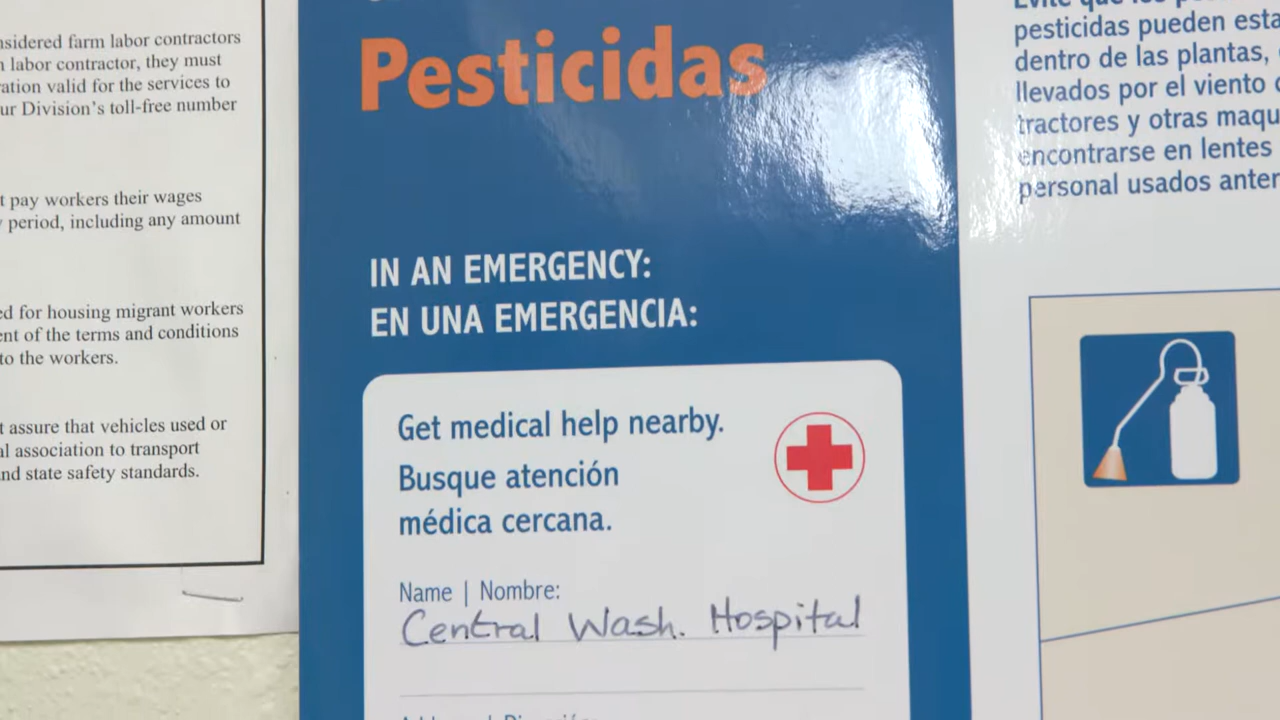 nsidered farm labor contractors
labor contractor, they must
ration valid for the services to
ur Division's toll-free number
t pay workers their wages
period, including any amount
ed for housing migrant workers
ent of the terms and conditions
to the workers.
t assure that vehicles used or
al association to transport
nd state safety standards.
Pesticidas
IN AN EMERGENCY:
EN UNA EMERGENCIA:
Get medical help nearby.
Busque atención
médica cercana.
Name | Nombre:
Central Wash. Hospital
pesticidas pueden esta
dentro de las plantas,
llevados por el viento
tractores y otras maqu
encontrarse en lentes
personal usados anter